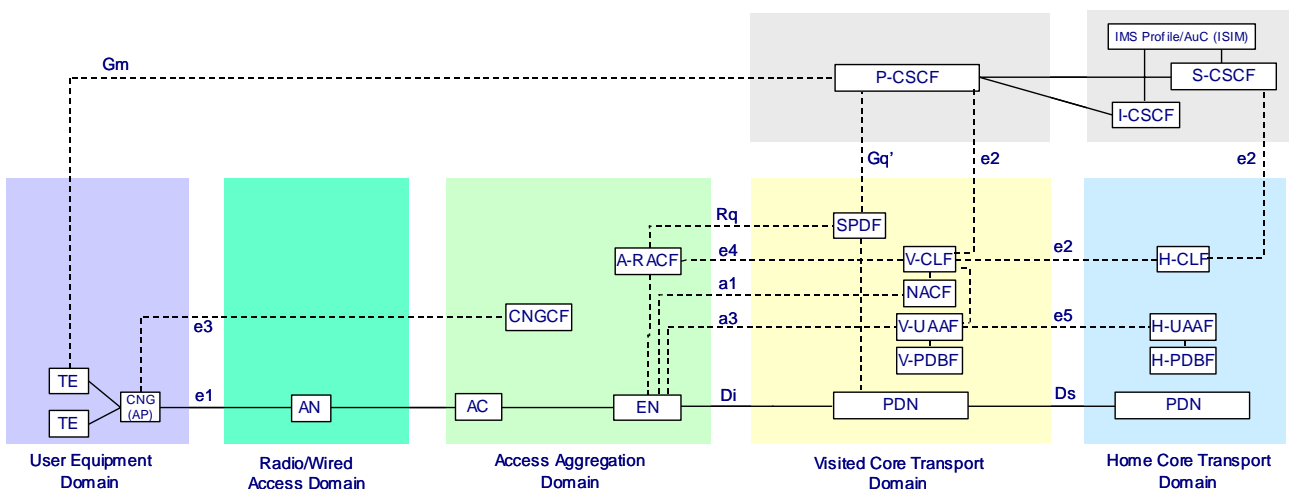 IMS Profile/AuC (ISIM)
Gm
P-CSCF
S-CSCF
I-CSCF
Gq’
e2
e2
Rq
SPDF
A-RACF
e4
V-CLF
e2
H-CLF
a1
NACF
CNGCF
e3
a3
V-UAAF
e5
H-UAAF
V-PDBF
H-PDBF
TE
CNG
(AP)
e1
AN
AC
EN
Di
PDN
Ds
PDN
TE
User Equipment
Domain
Radio/Wired
Access Domain
Access Aggregation
Domain
Visited Core Transport
Domain
Home Core Transport
Domain